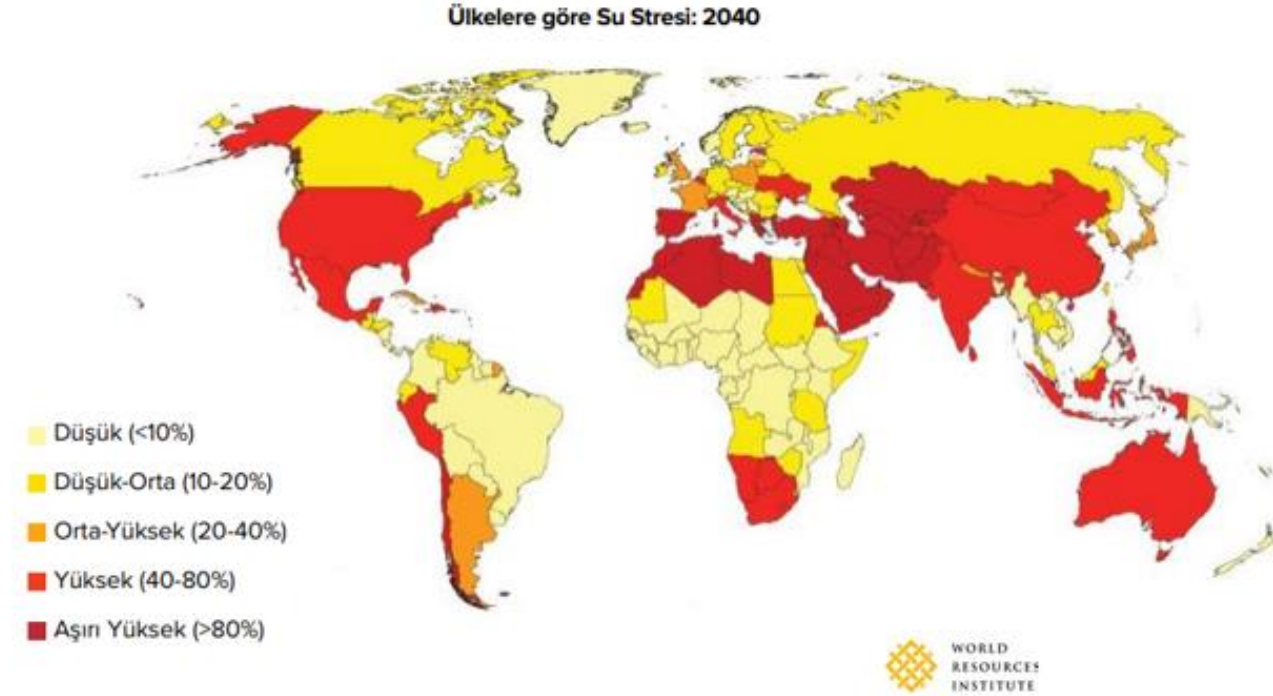 Ülkelere göre Su Stresi: 2040
Düşük (<10%)
Düşük-Orta (10-20%)
Orta-Yüksek (20-40%)
Yüksek (40-80%)
Aşırı Yüksek (>80%)
WORLD
RESOURCES
INSTITUTE